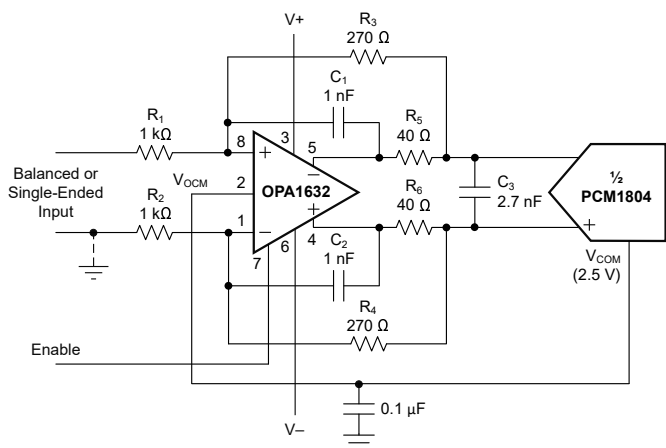 V+
R3
270 Ω
C1
1 nF
R1
1 kΩ
R5
40 Ω
8
3
5
+
−
Balanced or
Single-Ended
Input
VOCM
2
OPA1632
R2
1 kΩ
R6
40 Ω
C3
2.7 nF
½
PCM1804
1
−
+
4
+
6
7
C2
1 nF
VCOM
(2.5 V)
R4
270 Ω
Enable
0.1 µF
V–